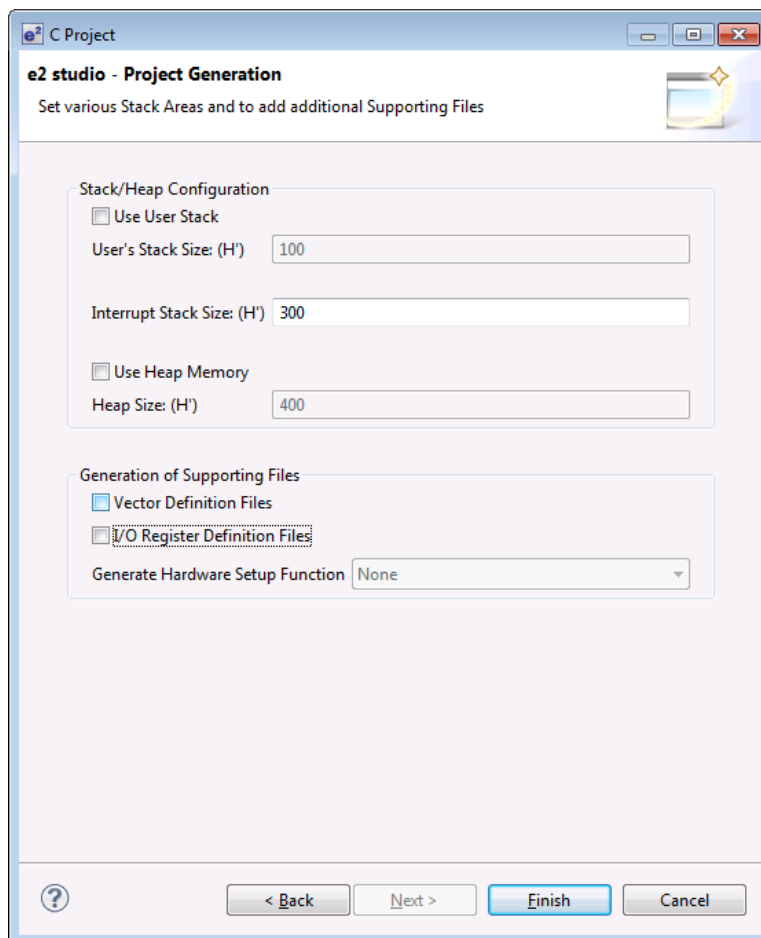 e² C Project
e2 studio - Project Generation
Set various Stack Areas and to add additional Supporting Files
Stack/Heap Configuration
Use User Stack
User's Stack Size: (H') 100
Interrupt Stack Size: (H') 300
Use Heap Memory
Heap Size: (H') 400
Generation of Supporting Files
Vector Definition Files
I/O Register Definition Files
Generate Hardware Setup Function None
? < Back Next > Finish Cancel